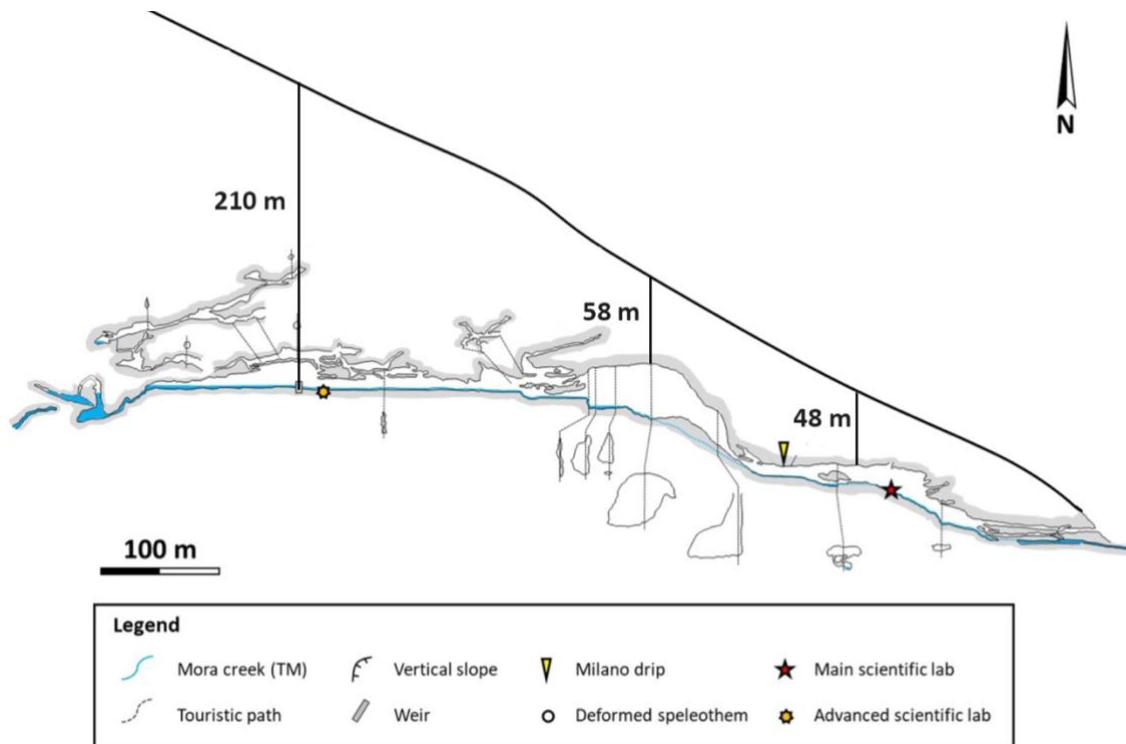 N
210 m
58 m
48 m
100 m
Legend
Mora creek (TM)
Vertical slope
Milano drip
Main scientific lab
Touristic path
Weir
Deformed speleothem
Advanced scientific lab